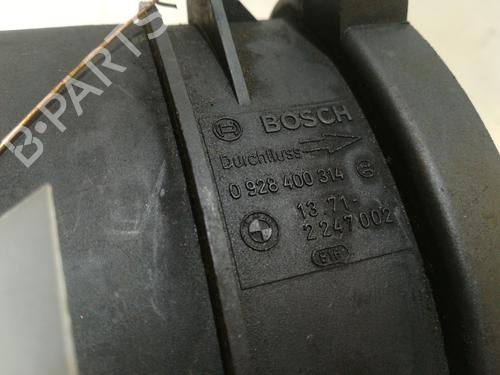 BOSCH
Durchfluss
0 928 400 314
13.71-
2 247 002
B-PARTS